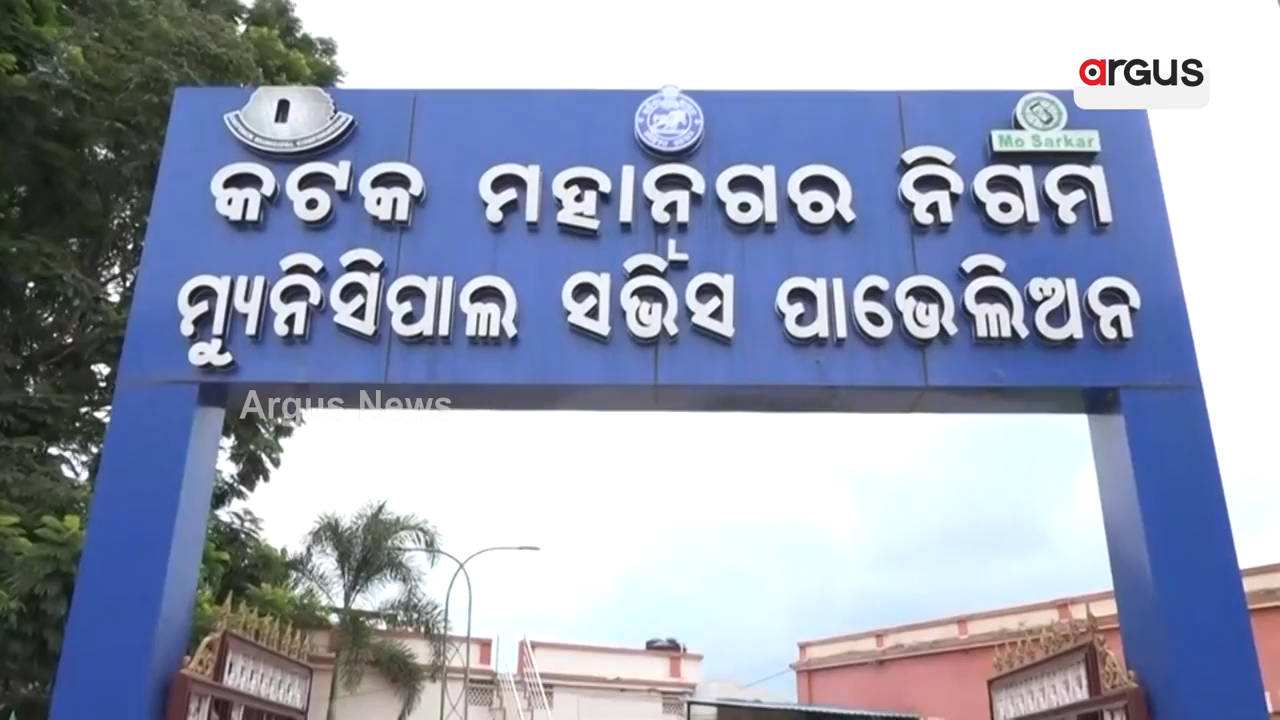 argus
Mo Sarkar
କଟକ ମହାନଗର ନିଗମ
ମ୍ୟୁନିସିପାଲ ସର୍ଭିସ ପାଭେଲିଅନ
Argus News